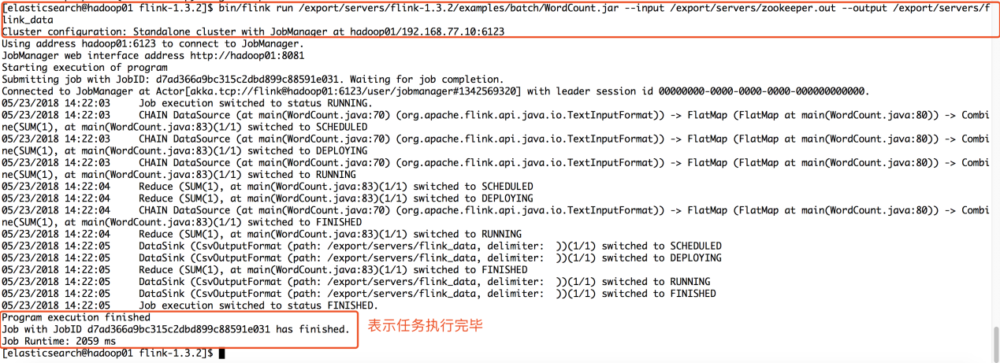 [elasticsearch@hadoop01 flink-1.3.2]$ bin/flink run /export/servers/flink-1.3.2/examples/batch/WordCount.jar --input /export/servers/zookeeper.out --output /export/servers/f
link_data
Cluster configuration: Standalone cluster with JobManager at hadoop01/192.168.77.10:6123
Using address hadoop01:6123 to connect to JobManager.
JobManager web interface address http://hadoop01:8081
Starting execution of program
Submitting job with JobID: d7ad366a9bc315c2dbd899c88591e031. Waiting for job completion.
Connected to JobManager at Actor[akka.tcp://flink@hadoop01:6123/user/jobmanager#1342569320] with leader session id 00000000-0000-0000-0000-000000000000.
05/23/2018 14:22:03 Job execution switched to status RUNNING.
05/23/2018 14:22:03 CHAIN DataSource (at main(WordCount.java:70) (org.apache.flink.api.java.io.TextInputFormat)) -> FlatMap (FlatMap at main(WordCount.java:80)) -> Combi
ne(SUM(1), at main(WordCount.java:83)(1/1) switched to SCHEDULED
05/23/2018 14:22:03 CHAIN DataSource (at main(WordCount.java:70) (org.apache.flink.api.java.io.TextInputFormat)) -> FlatMap (FlatMap at main(WordCount.java:80)) -> Combi
ne(SUM(1), at main(WordCount.java:83)(1/1) switched to DEPLOYING
05/23/2018 14:22:03 CHAIN DataSource (at main(WordCount.java:70) (org.apache.flink.api.java.io.TextInputFormat)) -> FlatMap (FlatMap at main(WordCount.java:80)) -> Combi
ne(SUM(1), at main(WordCount.java:83)(1/1) switched to RUNNING
05/23/2018 14:22:04 Reduce (SUM(1), at main(WordCount.java:83)(1/1) switched to SCHEDULED
05/23/2018 14:22:04 Reduce (SUM(1), at main(WordCount.java:83)(1/1) switched to DEPLOYING
05/23/2018 14:22:04 CHAIN DataSource (at main(WordCount.java:70) (org.apache.flink.api.java.io.TextInputFormat)) -> FlatMap (FlatMap at main(WordCount.java:80)) -> Combi
ne(SUM(1), at main(WordCount.java:83)(1/1) switched to FINISHED
05/23/2018 14:22:04 Reduce (SUM(1), at main(WordCount.java:83)(1/1) switched to RUNNING
05/23/2018 14:22:05 DataSink (CsvOutputFormat (path: /export/servers/flink_data, delimiter:  ))(1/1) switched to SCHEDULED
05/23/2018 14:22:05 DataSink (CsvOutputFormat (path: /export/servers/flink_data, delimiter:  ))(1/1) switched to DEPLOYING
05/23/2018 14:22:05 Reduce (SUM(1), at main(WordCount.java:83)(1/1) switched to FINISHED
05/23/2018 14:22:05 DataSink (CsvOutputFormat (path: /export/servers/flink_data, delimiter:  ))(1/1) switched to RUNNING
05/23/2018 14:22:05 DataSink (CsvOutputFormat (path: /export/servers/flink_data, delimiter:  ))(1/1) switched to FINISHED
05/23/2018 14:22:05 Job execution switched to status FINISHED.
Program execution finished
Job with JobID d7ad366a9bc315c2dbd899c88591e031 has finished.
表示任务执行完毕
Job Runtime: 2059 ms
[elasticsearch@hadoop01 flink-1.3.2]$